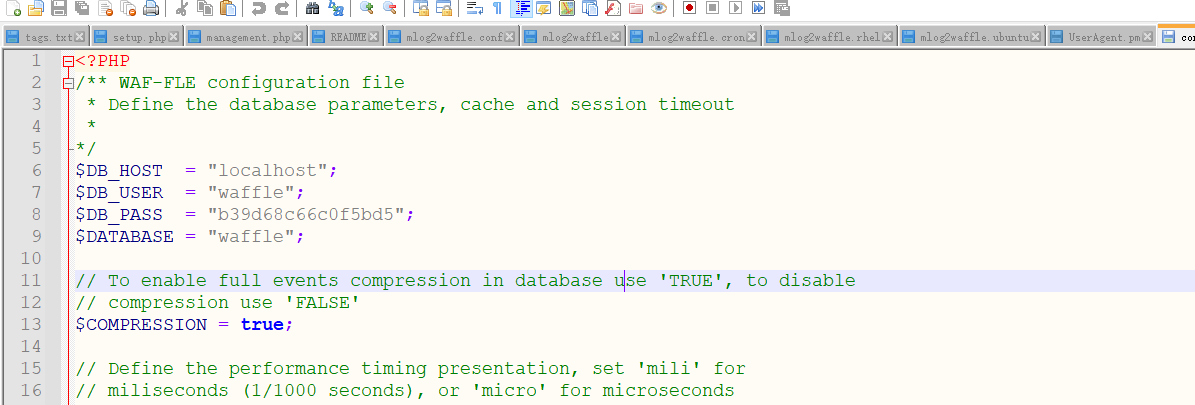 tags.txt setup.php management.php README mlog2waffle.conf mlog2waffle mlog2waffle.cron mlog2waffle.rhel mlog2waffle.ubuntu UserAgent.pm
1 <?PHP
2 /** WAF-FLE configuration file
3 * Define the database parameters, cache and session timeout
4 *
5 */
6 $DB_HOST = "localhost";
7 $DB_USER = "waffle";
8 $DB_PASS = "b39d68c66c0f5bd5";
9 $DATABASE = "waffle";
10
11 // To enable full events compression in database use 'TRUE', to disable
12 // compression use 'FALSE'
13 $COMPRESSION = true;
14
15 // Define the performance timing presentation, set 'mili' for
16 // miliseconds (1/1000 seconds), or 'micro' for microseconds